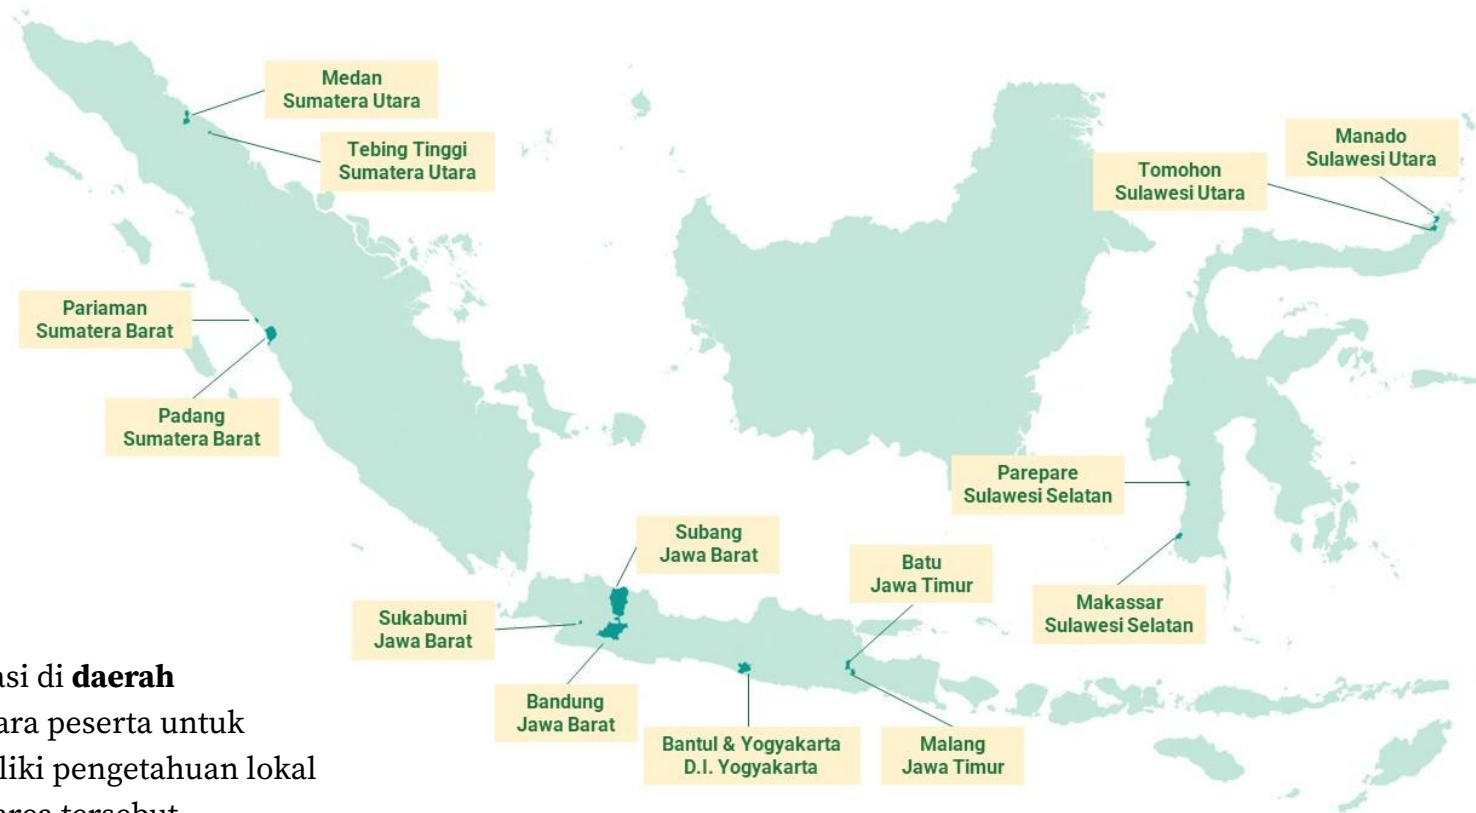 Medan
Sumatera Utara
Tebing Tinggi
Sumatera Utara
Manado
Sulawesi Utara
Tomohon
Sulawesi Utara
Pariaman
Sumatera Barat
Padang
Sumatera Barat
Parepare
Sulawesi Selatan
Subang
Jawa Barat
Batu
Jawa Timur
Makassar
Sulawesi Selatan
Sukabumi
Jawa Barat
Bandung
Jawa Barat
Bantul & Yogyakarta
D.I. Yogyakarta
Malang
Jawa Timur
asi di daerah
ara peserta untuk
liki pengetahuan lokal
area tersebut